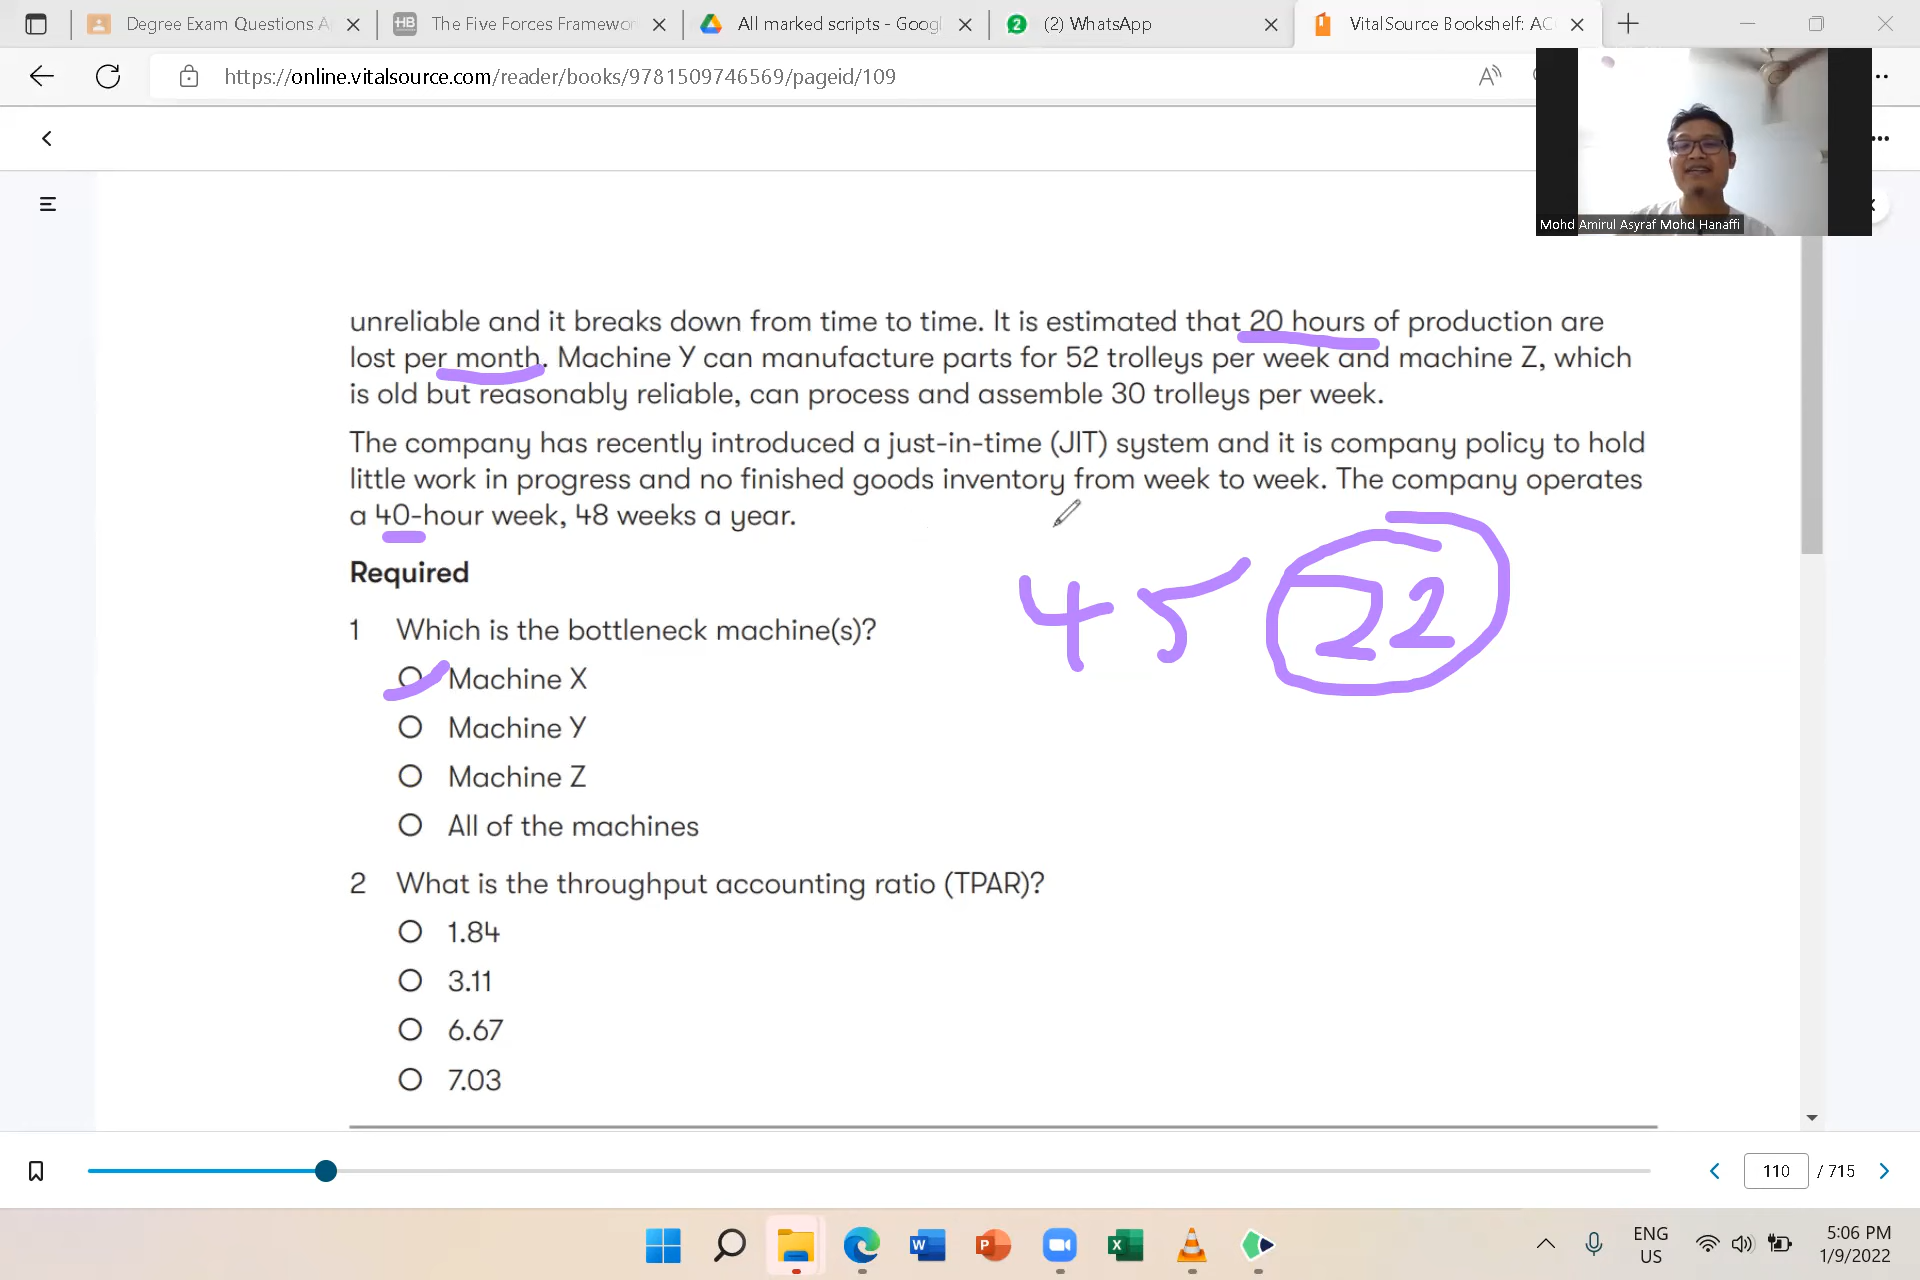 Degree Exam Questions A
The Five Forces Framewor
All marked scripts - Googl
(2) WhatsApp
VitalSource Bookshelf: AC
https://online.vitalsource.com/reader/books/9781509746569/pageid/109
Mohd Amirul Asyraf Mohd Hanaffi
unreliable and it breaks down from time to time. It is estimated that 20 hours of production are
lost per month. Machine Y can manufacture parts for 52 trolleys per week and machine Z, which
is old but reasonably reliable, can process and assemble 30 trolleys per week.
The company has recently introduced a just-in-time (JIT) system and it is company policy to hold
little work in progress and no finished goods inventory from week to week. The company operates
a 40-hour week, 48 weeks a year.
45 22
Required
1 Which is the bottleneck machine(s)?
Machine X
Machine Y
Machine Z
All of the machines
2 What is the throughput accounting ratio (TPAR)?
1.84
3.11
6.67
7.03
110 / 715
ENG
US
5:06 PM
1/9/2022